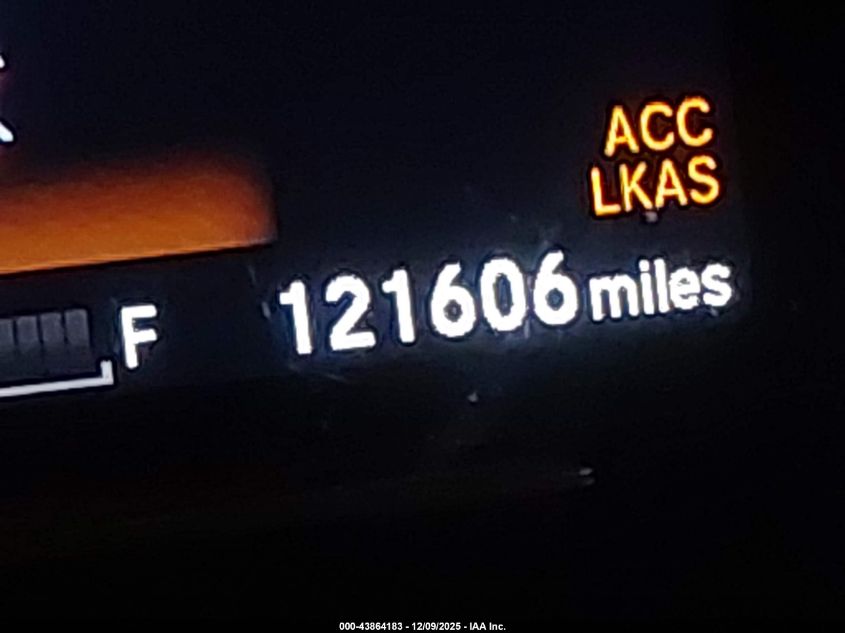 ACC
LKAS
F 121606 miles
000-43864183 - 12/09/2025 - IAA Inc.